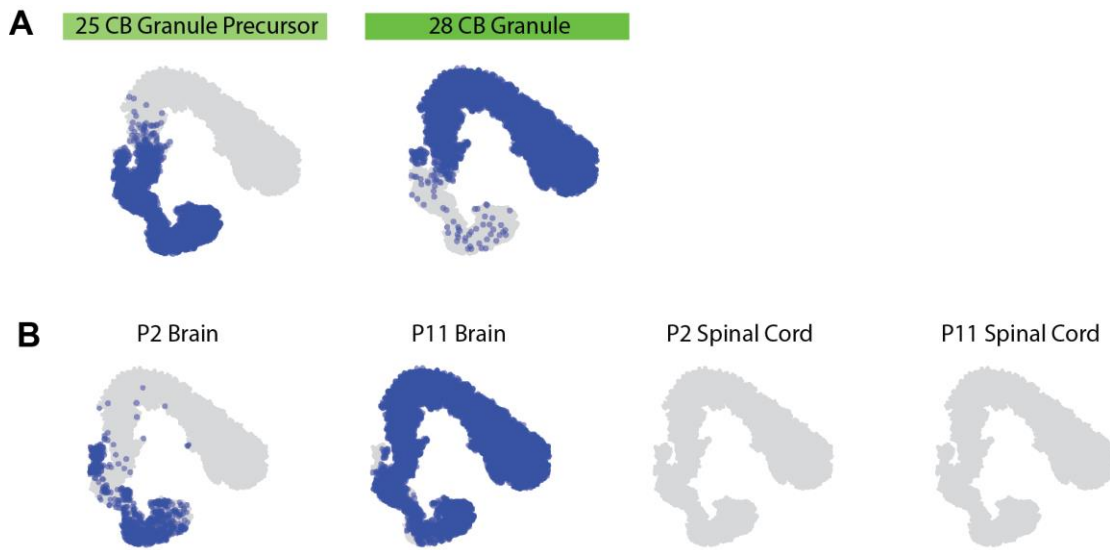 A
25 CB Granule Precursor
28 CB Granule
B
P2 Brain
P11 Brain
P2 Spinal Cord
P11 Spinal Cord